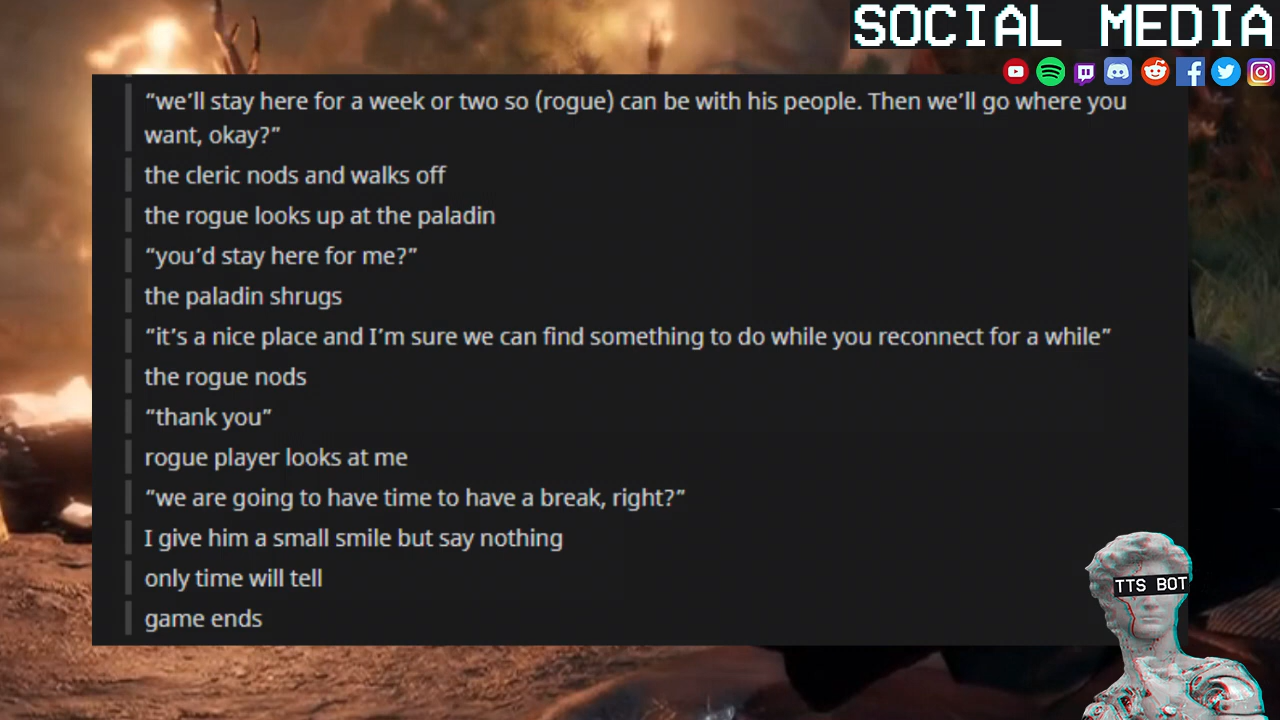 SOCIAL MEDIA
“we’ll stay here for a week or two so (rogue) can be with his people. Then we’ll go where you
want, okay?”
the cleric nods and walks off
the rogue looks up at the paladin
“you’d stay here for me?”
the paladin shrugs
“it’s a nice place and I’m sure we can find something to do while you reconnect for a while”
the rogue nods
“thank you”
rogue player looks at me
“we are going to have time to have a break, right?”
I give him a small smile but say nothing
only time will tell
game ends
TTS BOT